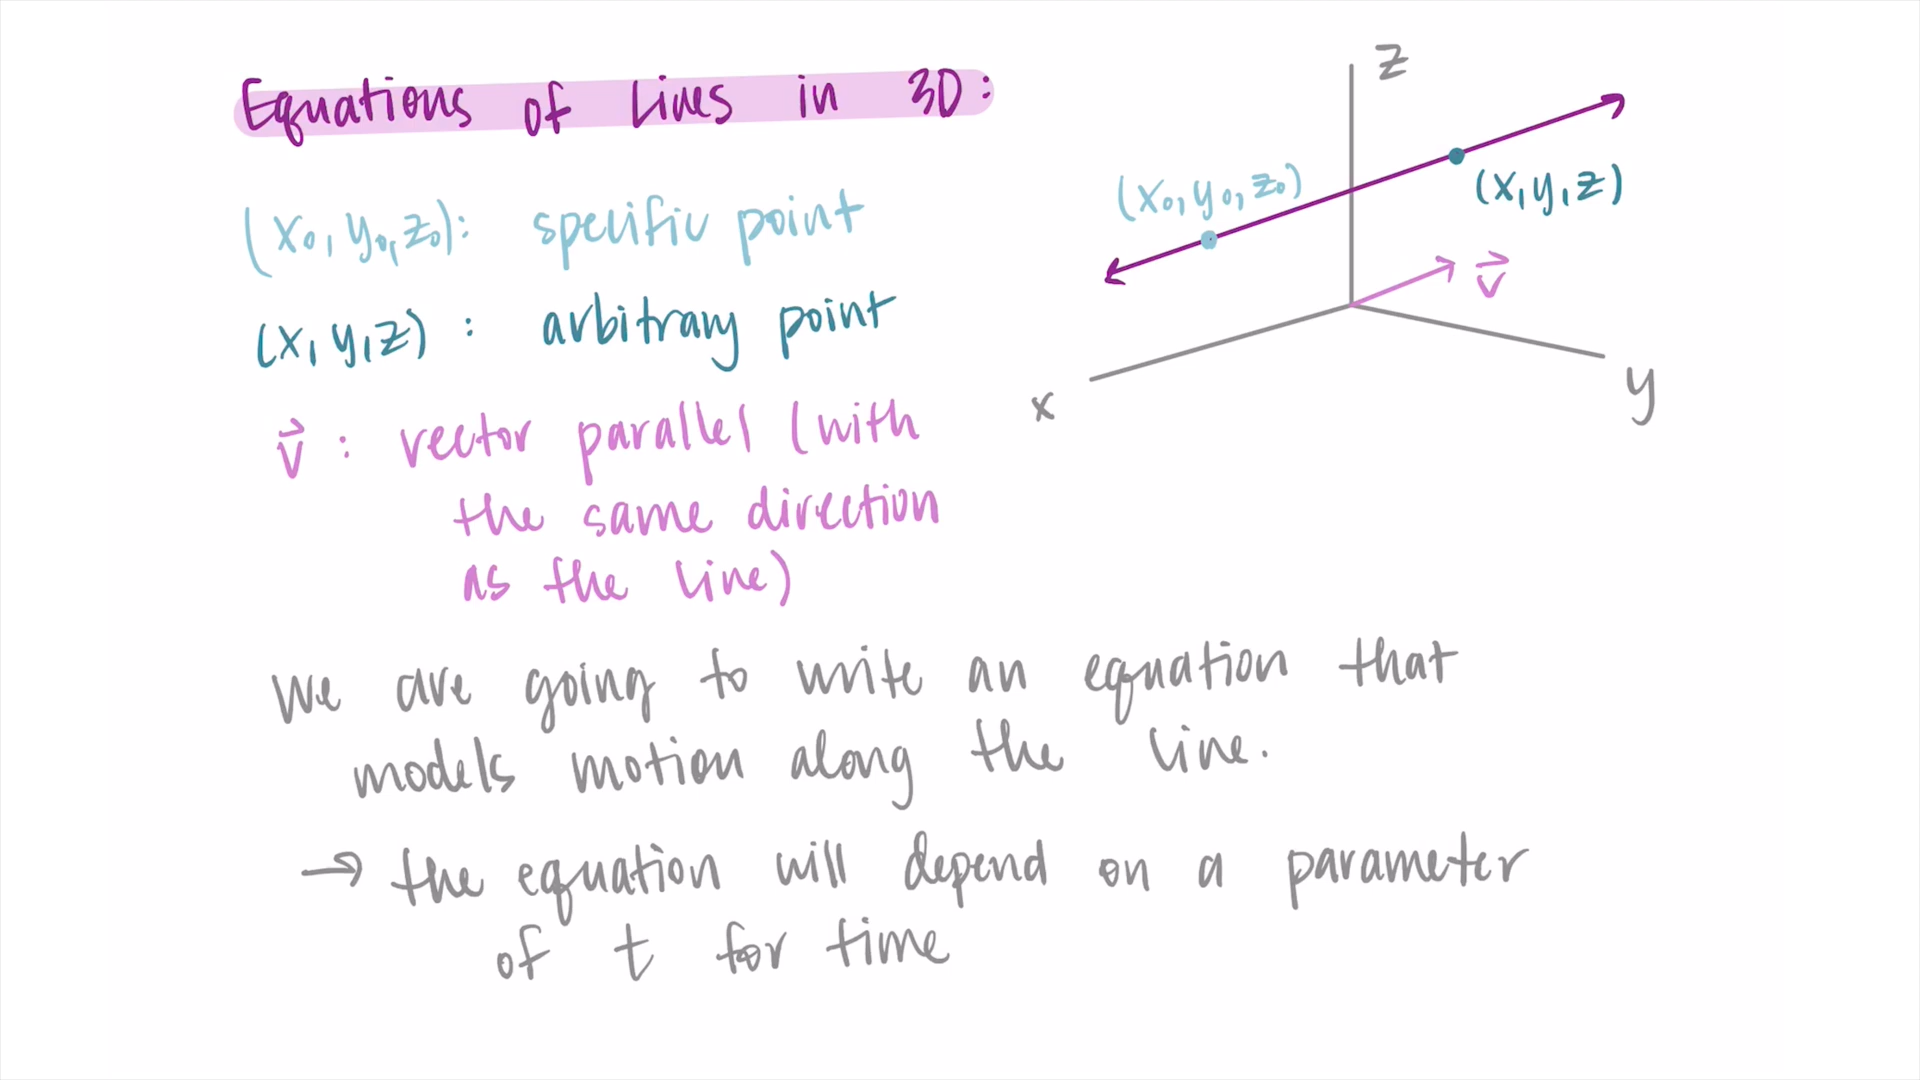 Equations of Lines in 3D:
(x₀, y₀, z₀): specific point
(x, y, z) : arbitrary point
v⃗ : vector parallel (with
the same direction
as the line)
We are going to write an equation that
models motion along the line.
→ the equation will depend on a parameter
of t for time
z
(x₀, y₀, z₀)
(x, y, z)
v⃗
x
y